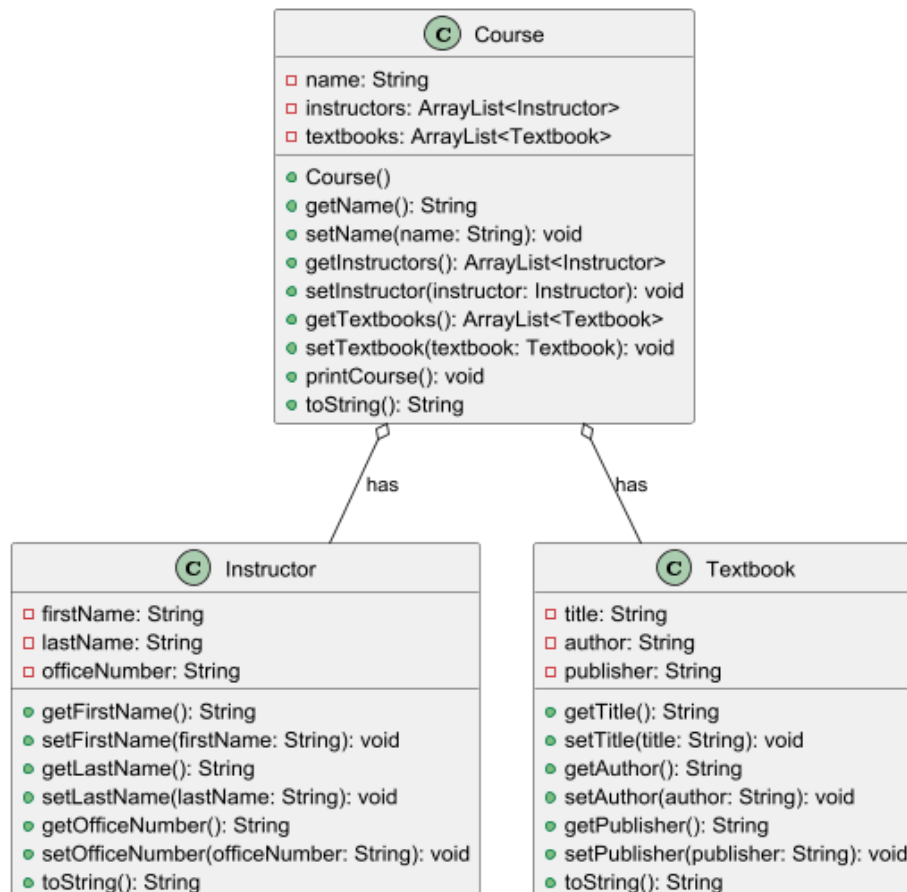 C Course
name: String
instructors: ArrayList<Instructor>
textbooks: ArrayList<Textbook>
Course()
getName(): String
setName(name: String): void
getInstructors(): ArrayList<Instructor>
setInstructor(instructor: Instructor): void
getTextbooks(): ArrayList<Textbook>
setTextbook(textbook: Textbook): void
printCourse(): void
toString(): String
has
has
C Instructor
firstName: String
lastName: String
officeNumber: String
getFirstName(): String
setFirstName(firstName: String): void
getLastName(): String
setLastName(lastName: String): void
getOfficeNumber(): String
setOfficeNumber(officeNumber: String): void
toString(): String
C Textbook
title: String
author: String
publisher: String
getTitle(): String
setTitle(title: String): void
getAuthor(): String
setAuthor(author: String): void
getPublisher(): String
setPublisher(publisher: String): void
toString(): String